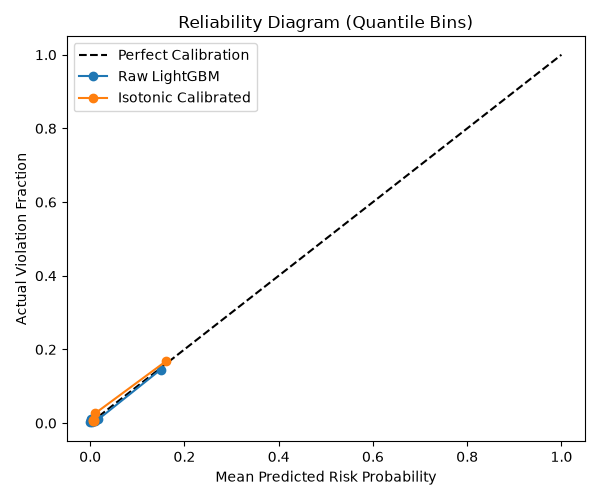 Reliability Diagram (Quantile Bins)
Perfect Calibration
Raw LightGBM
Isotonic Calibrated
Actual Violation Fraction
1.0
0.8
0.6
0.4
0.2
0.0
0.0 0.2 0.4 0.6 0.8 1.0
Mean Predicted Risk Probability